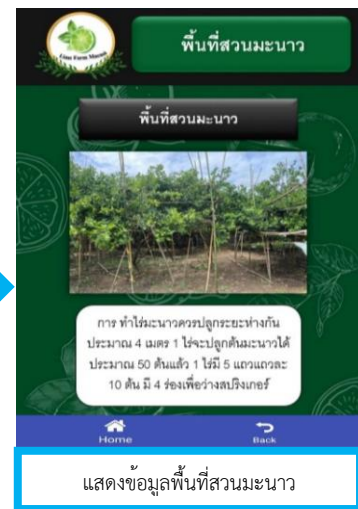 Lime Farm MaNao
พื้นที่สวนมะนาว
พื้นที่สวนมะนาว
การ ทำไร่มะนาวควรปลูกระยะห่างกัน
ประมาณ 4 เมตร 1 ไร่จะปลูกต้นมะนาวได้
ประมาณ 50 ต้นแล้ว 1 ไร่มี 5 แถวแถวละ
10 ต้น มี 4 ร่องเพื่อว่างสปริงเกอร์
Home
Back
แสดงข้อมูลพื้นที่สวนมะนาว